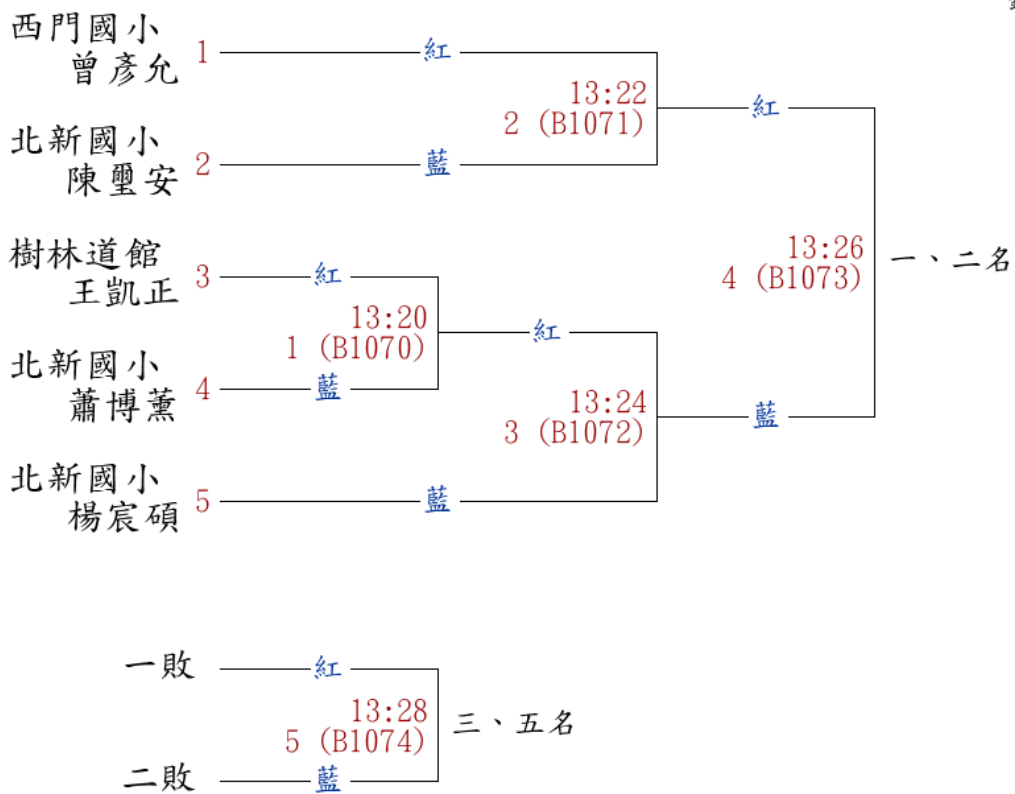 西門國小
曾彥允
1
紅
13:22
2 (B1071)
紅
北新國小
陳璽安
2
藍
樹林道館
王凱正
3
紅
13:20
1 (B1070)
紅
13:26
4 (B1073)
一、二名
北新國小
蕭博薰
4
藍
13:24
3 (B1072)
藍
北新國小
楊宸碩
5
藍
一敗
紅
13:28
5 (B1074)
三、五名
二敗
藍